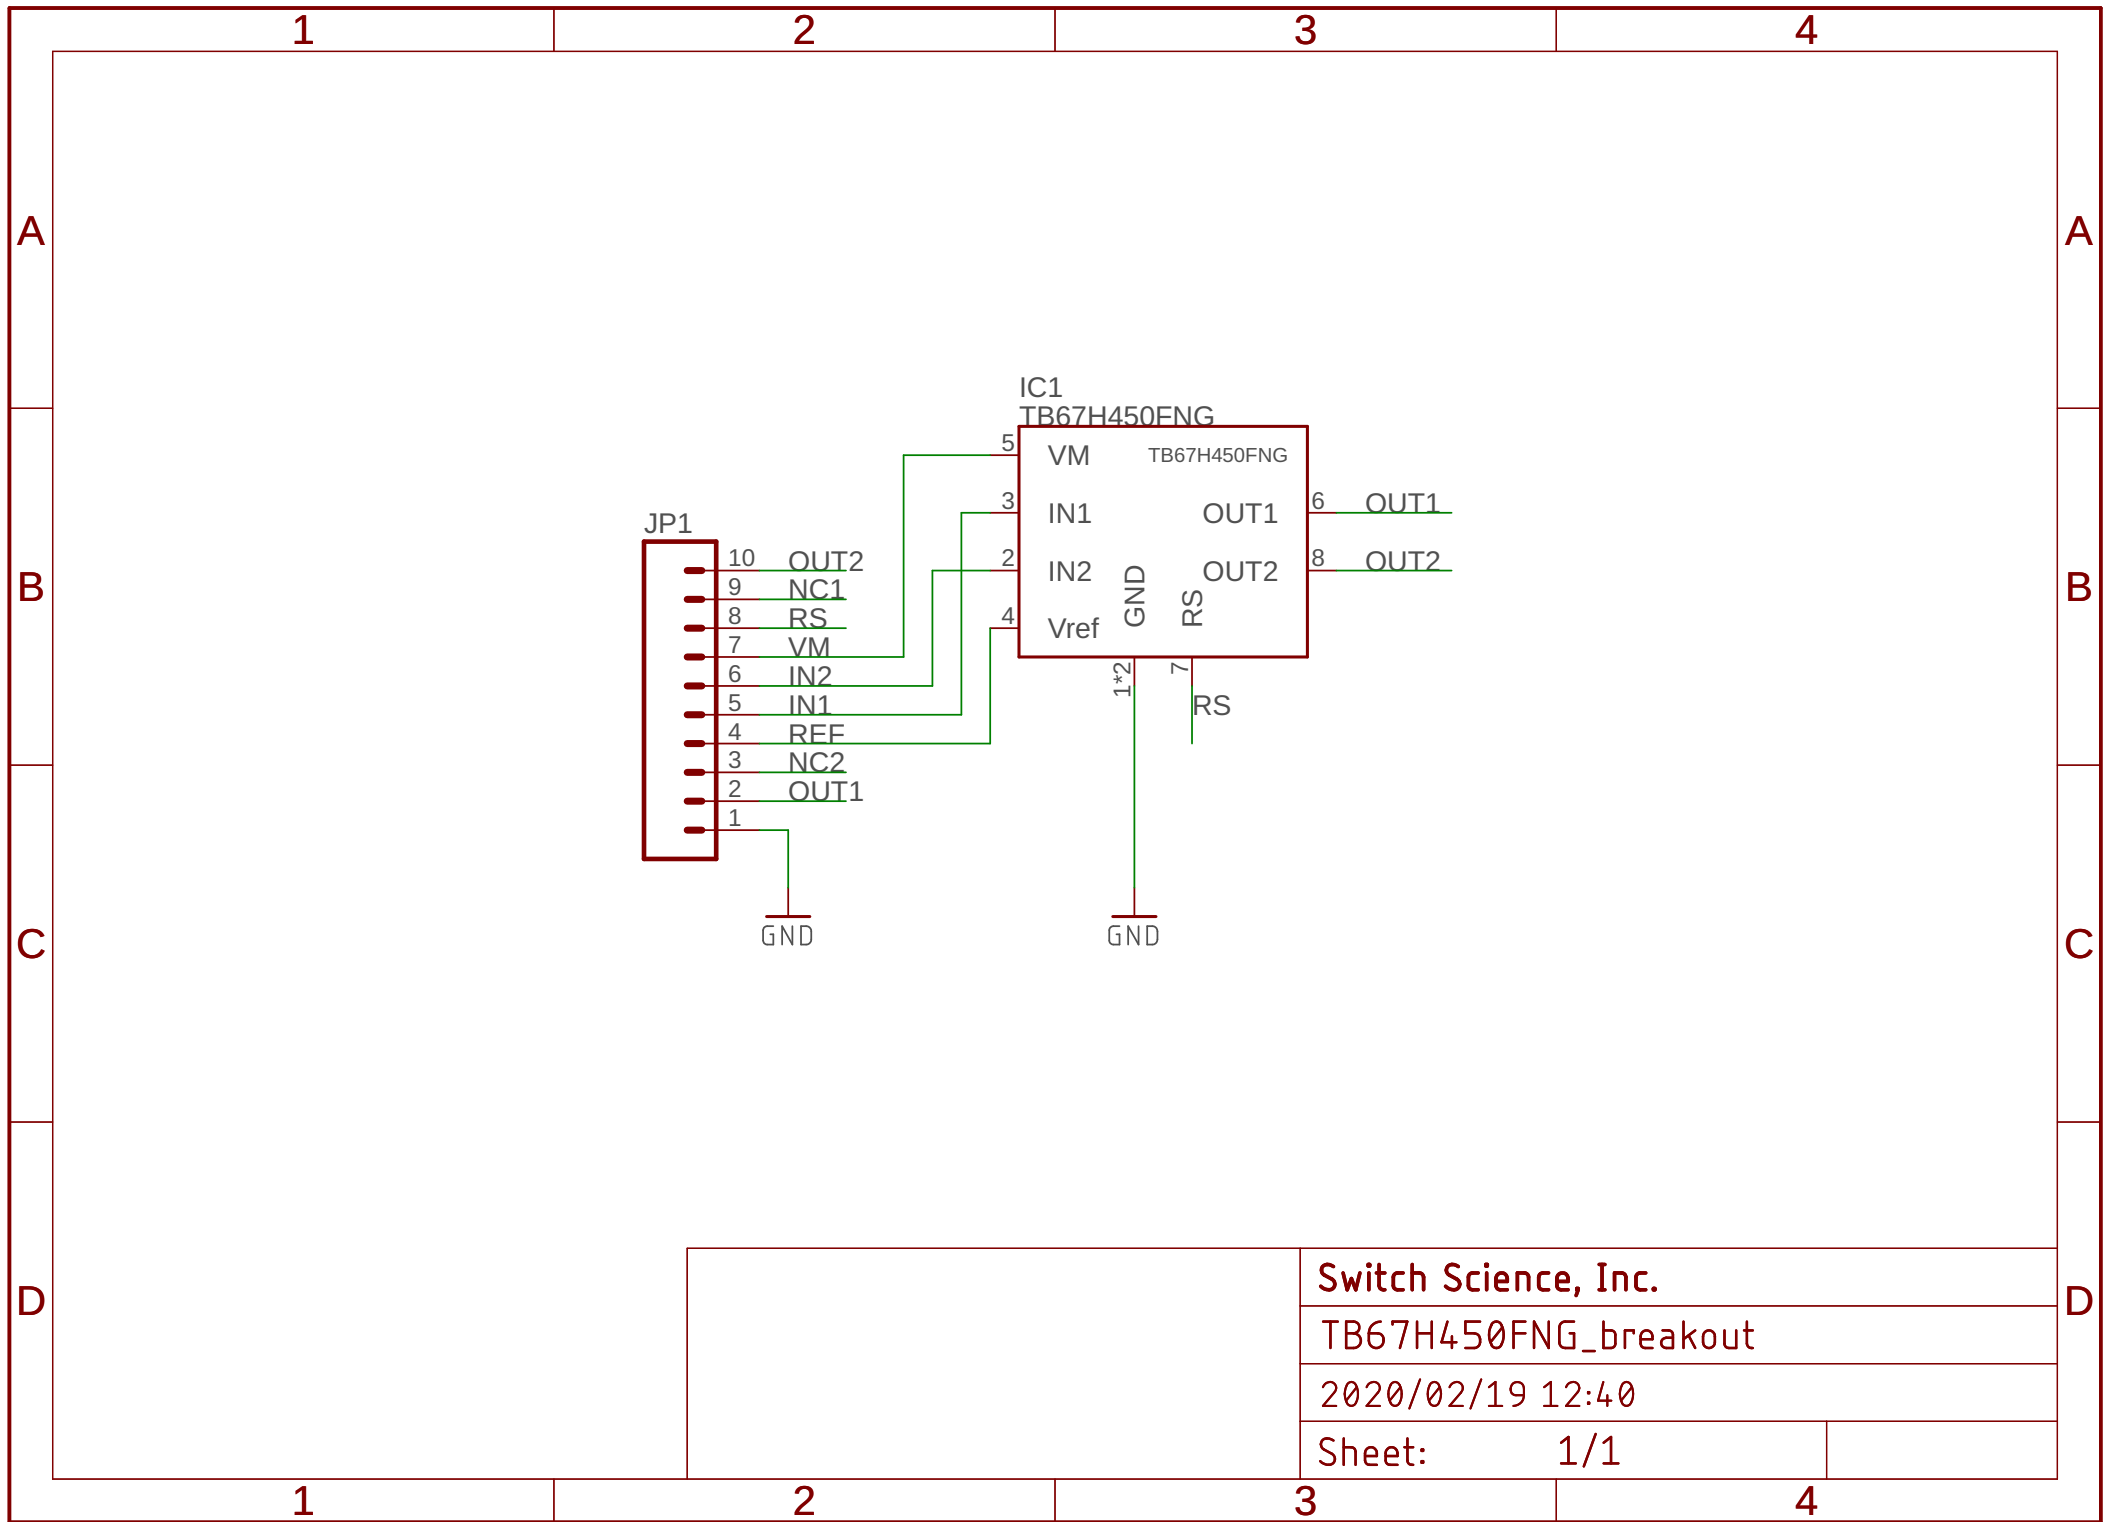 1 2 3 4
A A
IC1
TB67H450FNG
5 VM TB67H450FNG
3 IN1 OUT1 6 OUT1
2 IN2 OUT2 8 OUT2
4 Vref GND RS
1*2 7
RS
JP1
10 OUT2
9 NC1
8 RS
7 VM
6 IN2
5 IN1
4 REF
3 NC2
2 OUT1
1
B B
GND GND
C C
Switch Science, Inc.
TB67H450FNG_breakout
2020/02/19 12:40
Sheet: 1/1
D D
1 2 3 4